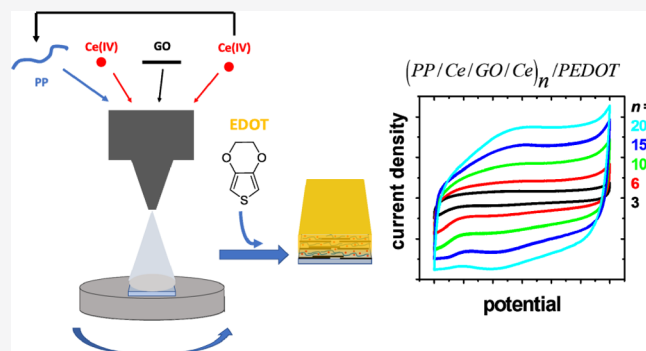 Ce(IV)
Ce(IV)
GO
PP
EDOT
O
O
S
(PP/Ce/GO/Ce)n/PEDOT
n=
20
15
10
6
3
current density
potential